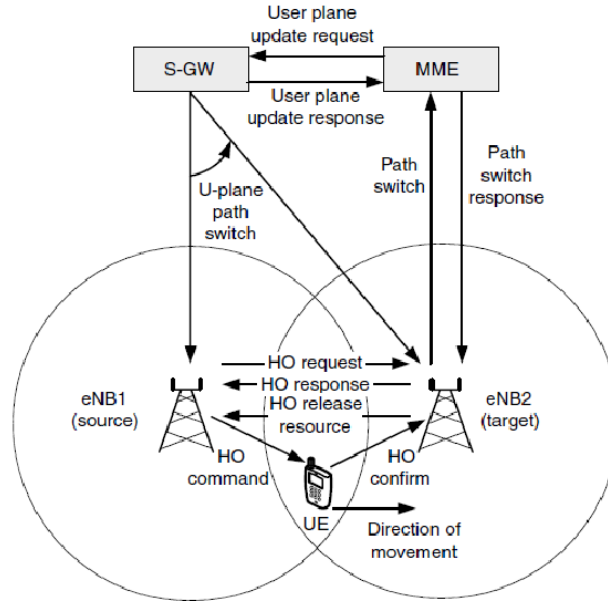 User plane
update request
S-GW
MME
User plane
update response
Path
switch
Path
switch
response
U-plane
path
switch
HO request
HO response
HO release
resource
eNB1
(source)
eNB2
(target)
HO
command
HO
confirm
UE
Direction of
movement